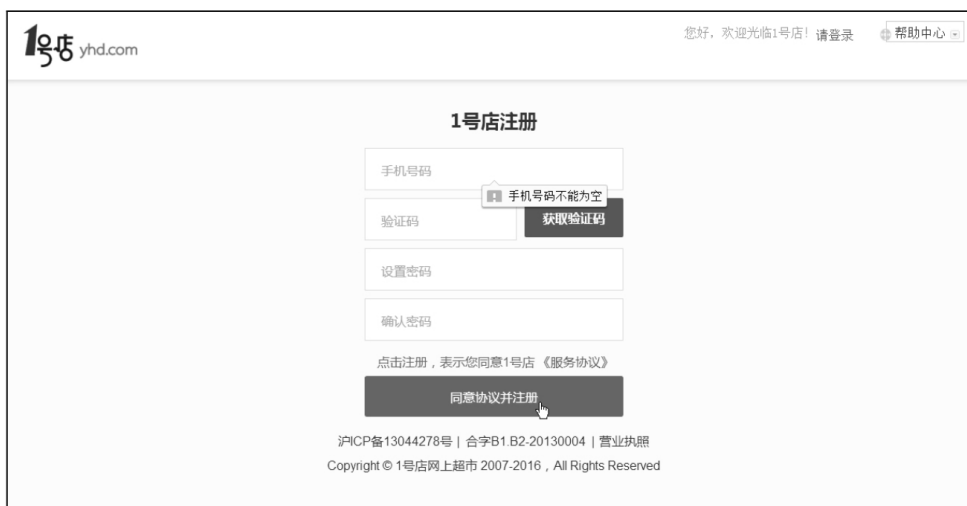 1号店 yhd.com
您好，欢迎光临1号店！ 请登录 帮助中心
1号店注册
手机号码
手机号码不能为空
验证码 获取验证码
设置密码
确认密码
点击注册，表示您同意1号店 《服务协议》
同意协议并注册
沪ICP备13044278号 | 合字B1.B2-20130004 | 营业执照
Copyright © 1号店网上超市 2007-2016，All Rights Reserved